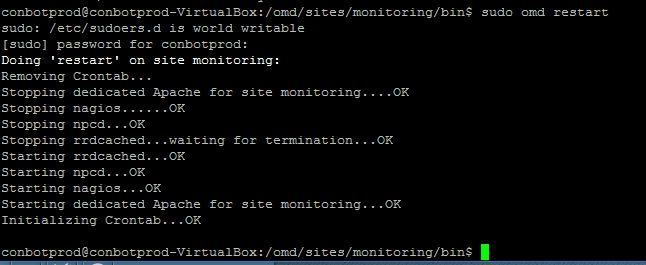 conbotprod@conbotprod-VirtualBox:/omd/sites/monitoring/bin$ sudo omd restart
sudo: /etc/sudoers.d is world writable
[sudo] password for conbotprod:
Doing 'restart' on site monitoring:
Removing Crontab...
Stopping dedicated Apache for site monitoring....OK
Stopping nagios......OK
Stopping npcd...OK
Stopping rrdcached...waiting for termination...OK
Starting rrdcached...OK
Starting npcd...OK
Starting nagios...OK
Starting dedicated Apache for site monitoring...OK
Initializing Crontab...OK
conbotprod@conbotprod-VirtualBox:/omd/sites/monitoring/bin$